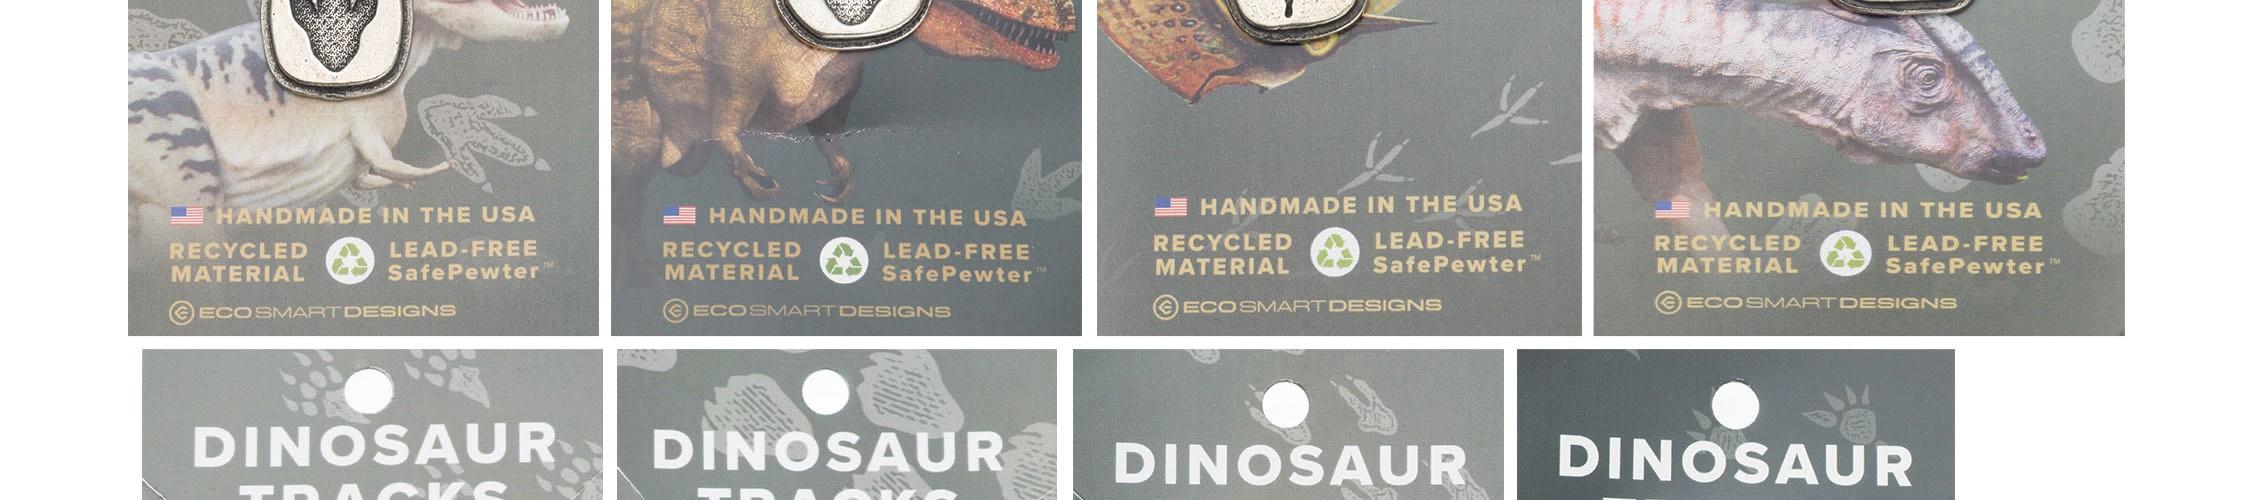 HANDMADE IN THE USA
RECYCLED MATERIAL
LEAD-FREE SafePewter™
ECOSMARTDESIGNS
HANDMADE IN THE USA
RECYCLED MATERIAL
LEAD-FREE SafePewter™
ECOSMARTDESIGNS
HANDMADE IN THE USA
RECYCLED MATERIAL
LEAD-FREE SafePewter™
ECOSMARTDESIGNS
HANDMADE IN THE USA
RECYCLED MATERIAL
LEAD-FREE SafePewter™
ECOSMARTDESIGNS
DINOSAUR
TRACKS
DINOSAUR
TRACKS
DINOSAUR
DINOSAUR